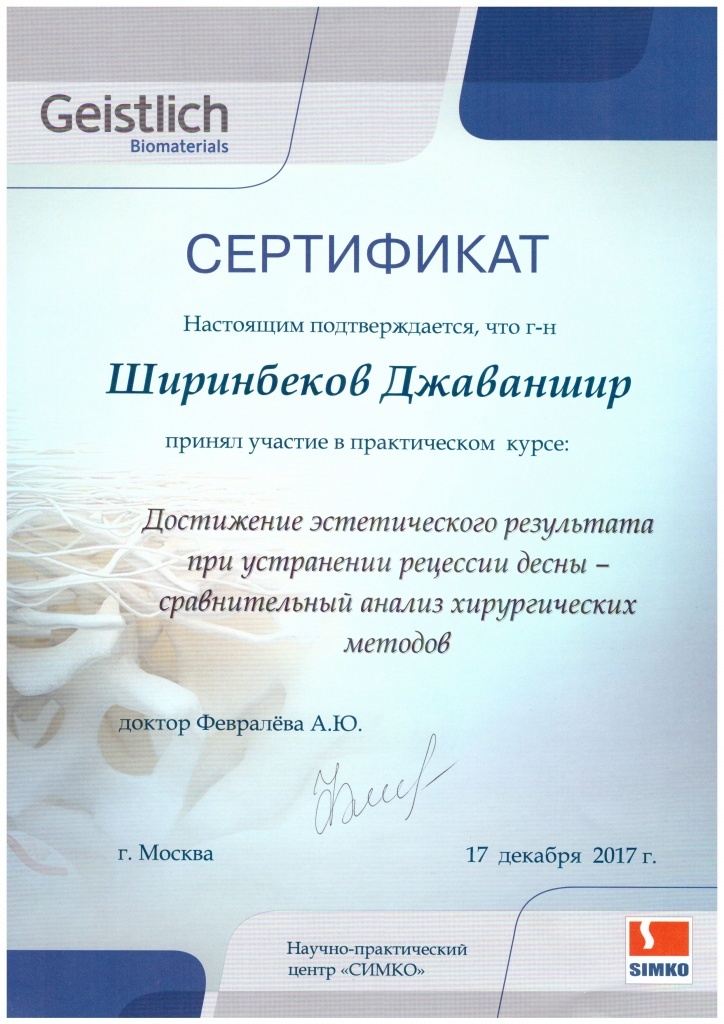 Geistlich
Biomaterials
СЕРТИФИКАТ
Настоящим подтверждается, что г-н
Ширинбеков Джаваншир
принял участие в практическом курсе:
Достижение эстетического результата
при устранении рецессии десны –
сравнительный анализ хирургических
методов
доктор Февралёва А.Ю.
г. Москва
17 декабря 2017 г.
Научно-практический
центр «СИМКО»
SIMKO